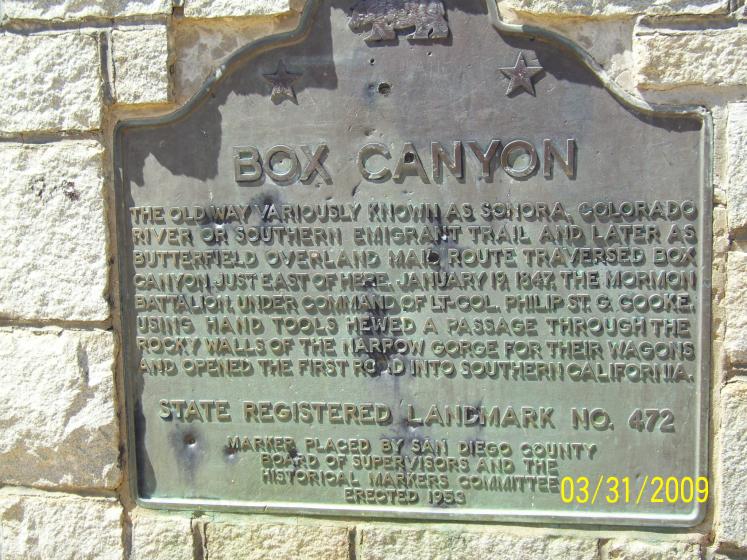 BOX CANYON
THE OLD WAY VARIOUSLY KNOWN AS SONORA, COLORADO
RIVER OR SOUTHERN EMIGRANT TRAIL AND LATER AS
BUTTERFIELD OVERLAND MAIL ROUTE TRAVERSED BOX
CANYON JUST EAST OF HERE. JANUARY 19, 1847, THE MORMON
BATTALION, UNDER COMMAND OF LT-COL. PHILIP ST. G. COOKE,
USING HAND TOOLS HEWED A PASSAGE THROUGH THE
ROCKY WALLS OF THE NARROW GORGE FOR THEIR WAGONS
AND OPENED THE FIRST ROAD INTO SOUTHERN CALIFORNIA.
STATE REGISTERED LANDMARK NO. 472
MARKER PLACED BY SAN DIEGO COUNTY
BOARD OF SUPERVISORS AND THE
HISTORICAL MARKERS COMMITTEE
ERECTED 1953
03/31/2009